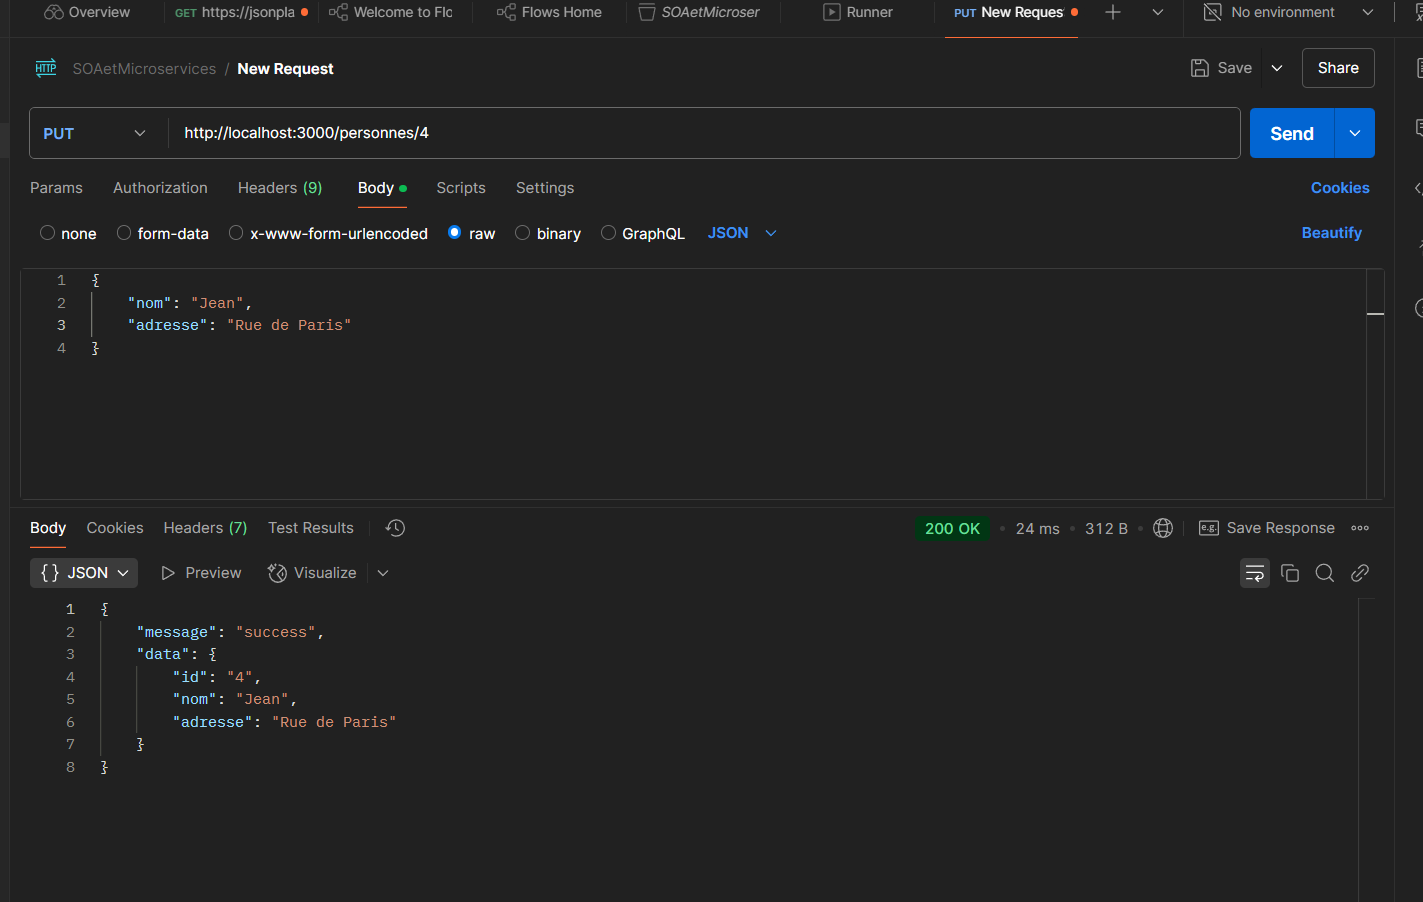 Overview GET https://jsonpla Welcome to Flo Flows Home SOAetMicroser Runner PUT New Reques No environment
HTTP SOAetMicroservices / New Request Save Share
PUT http://localhost:3000/personnes/4 Send
Params Authorization Headers (9) Body Scripts Settings Cookies
none form-data x-www-form-urlencoded raw binary GraphQL JSON Beautify
1 {
2 "nom": "Jean",
3 "adresse": "Rue de Paris"
4 }
Body Cookies Headers (7) Test Results 200 OK • 24 ms • 312 B • e.g. Save Response
{} JSON Preview Visualize
1 {
2 "message": "success",
3 "data": {
4 "id": "4",
5 "nom": "Jean",
6 "adresse": "Rue de Paris"
7 }
8 }